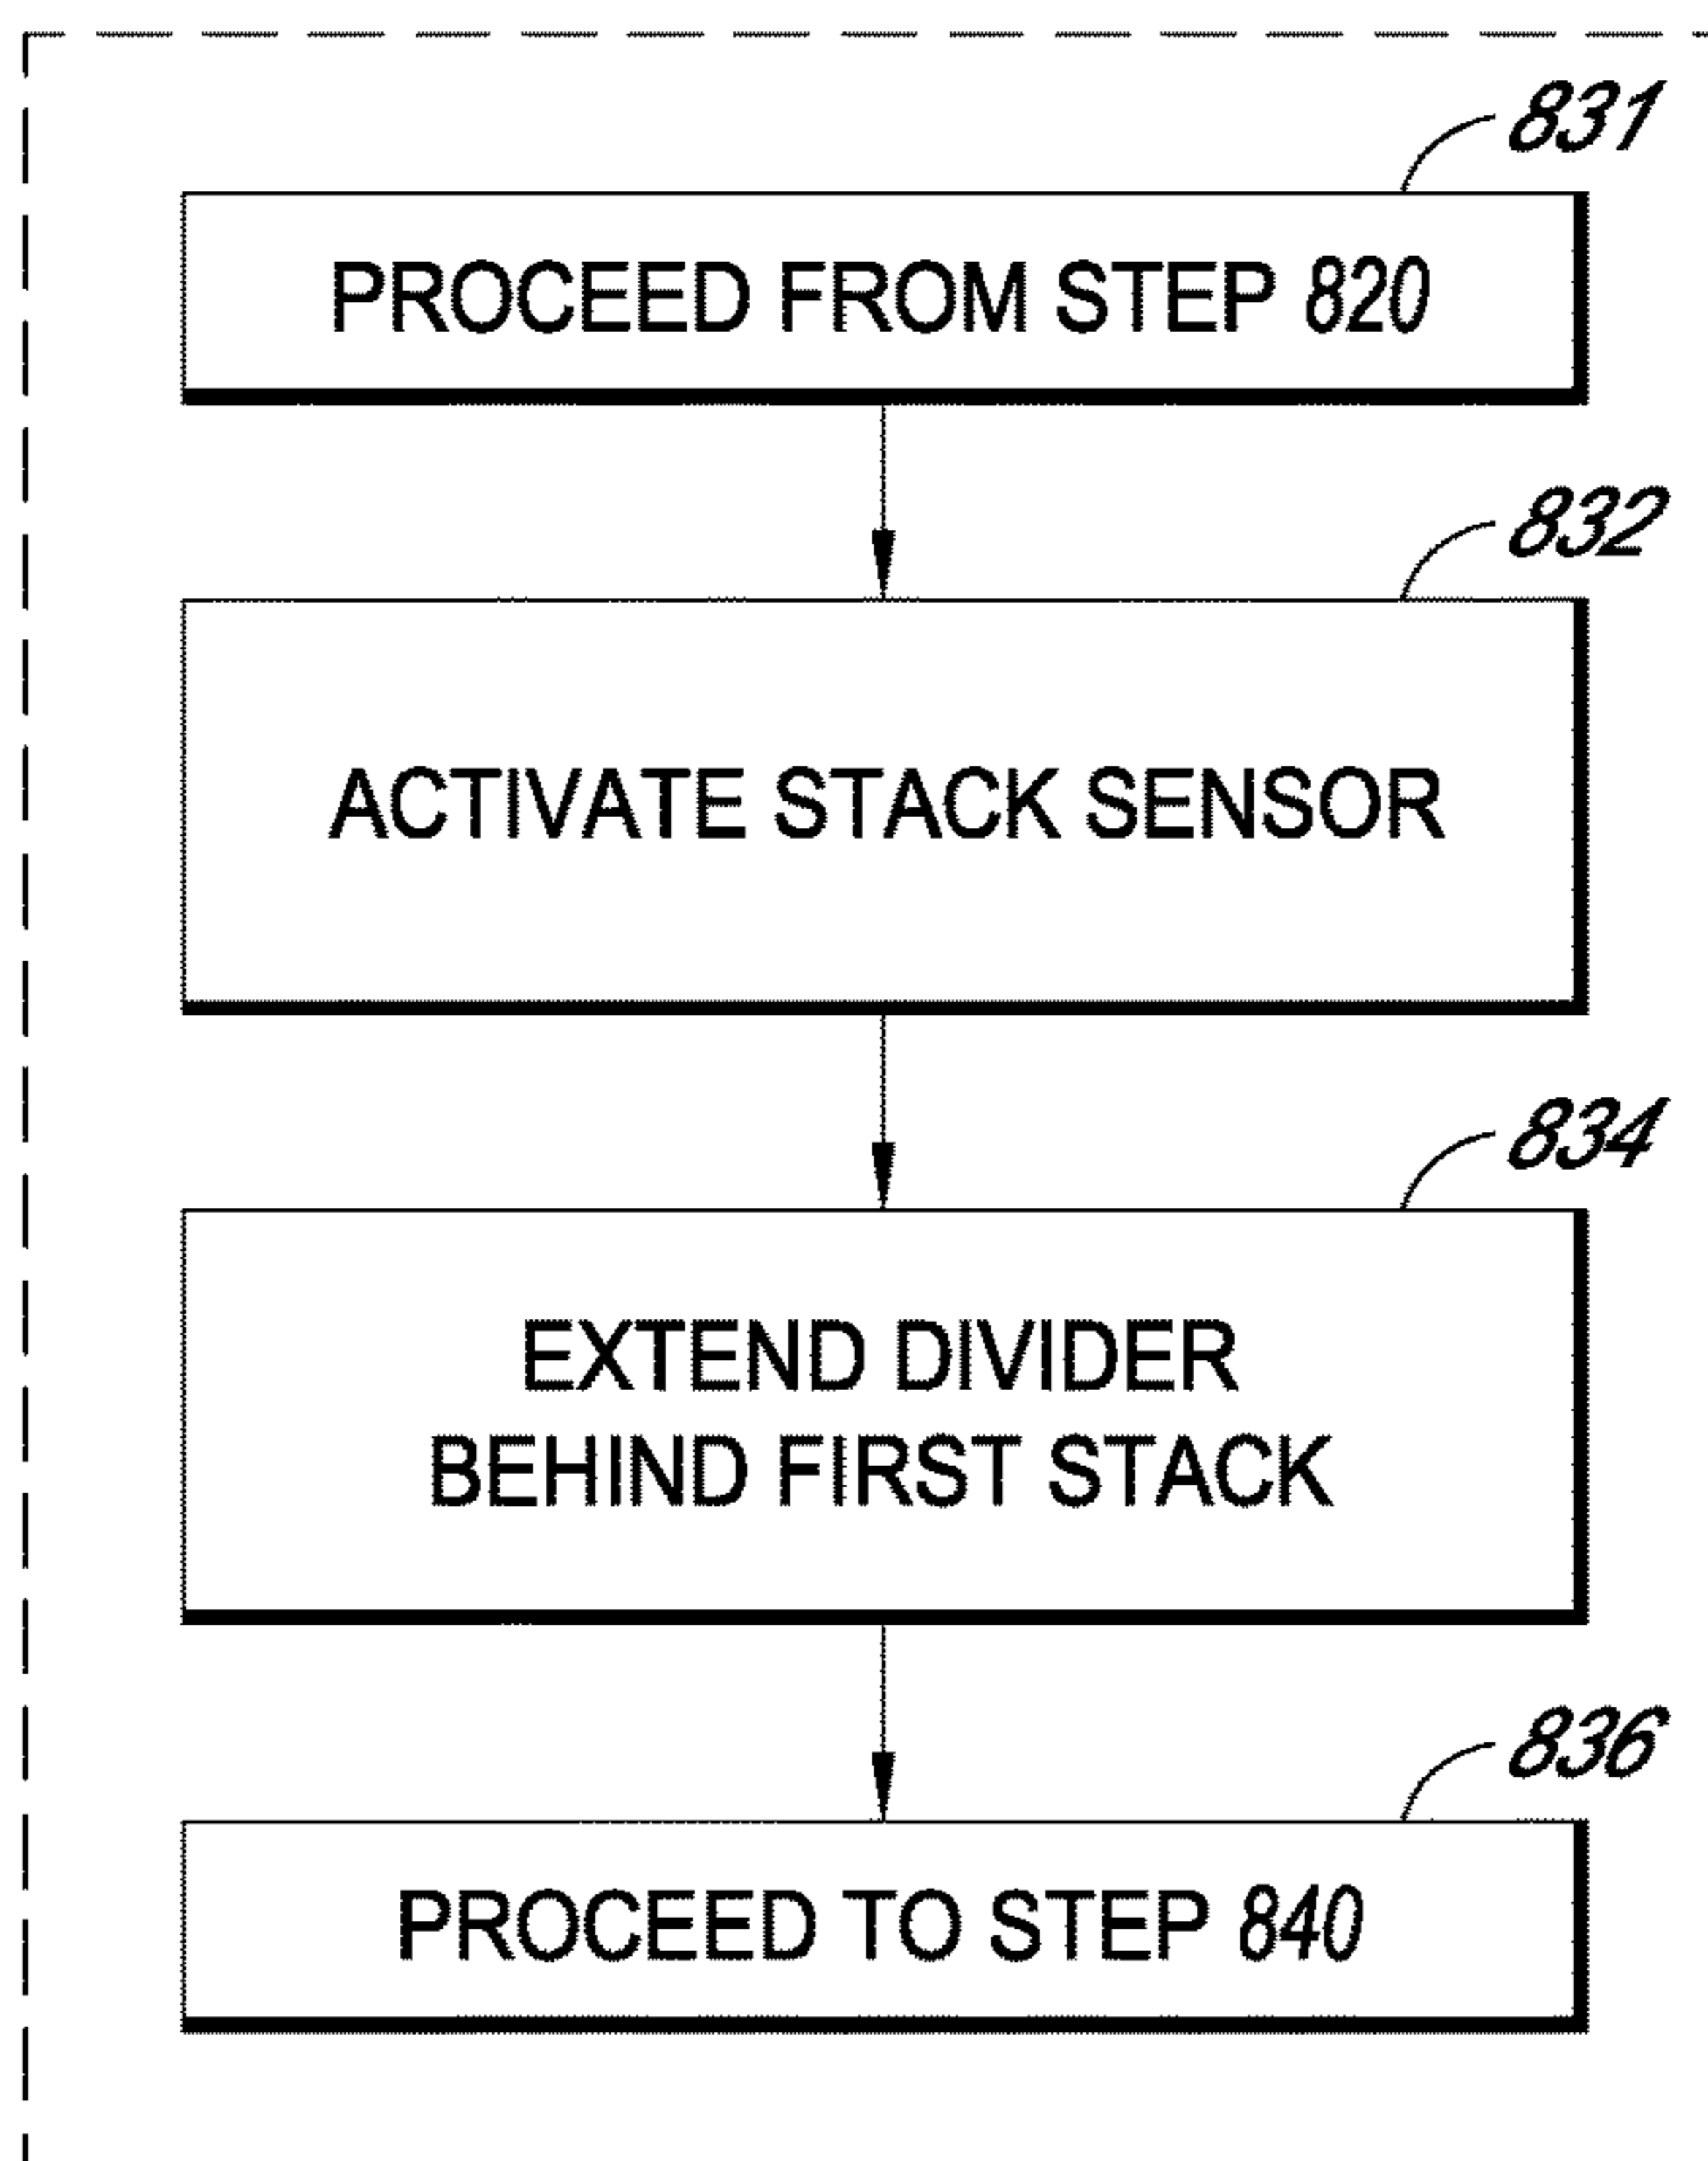 831
PROCEED FROM STEP 820
832
ACTIVATE STACK SENSOR
834
EXTEND DIVIDER
BEHIND FIRST STACK
836
PROCEED TO STEP 840